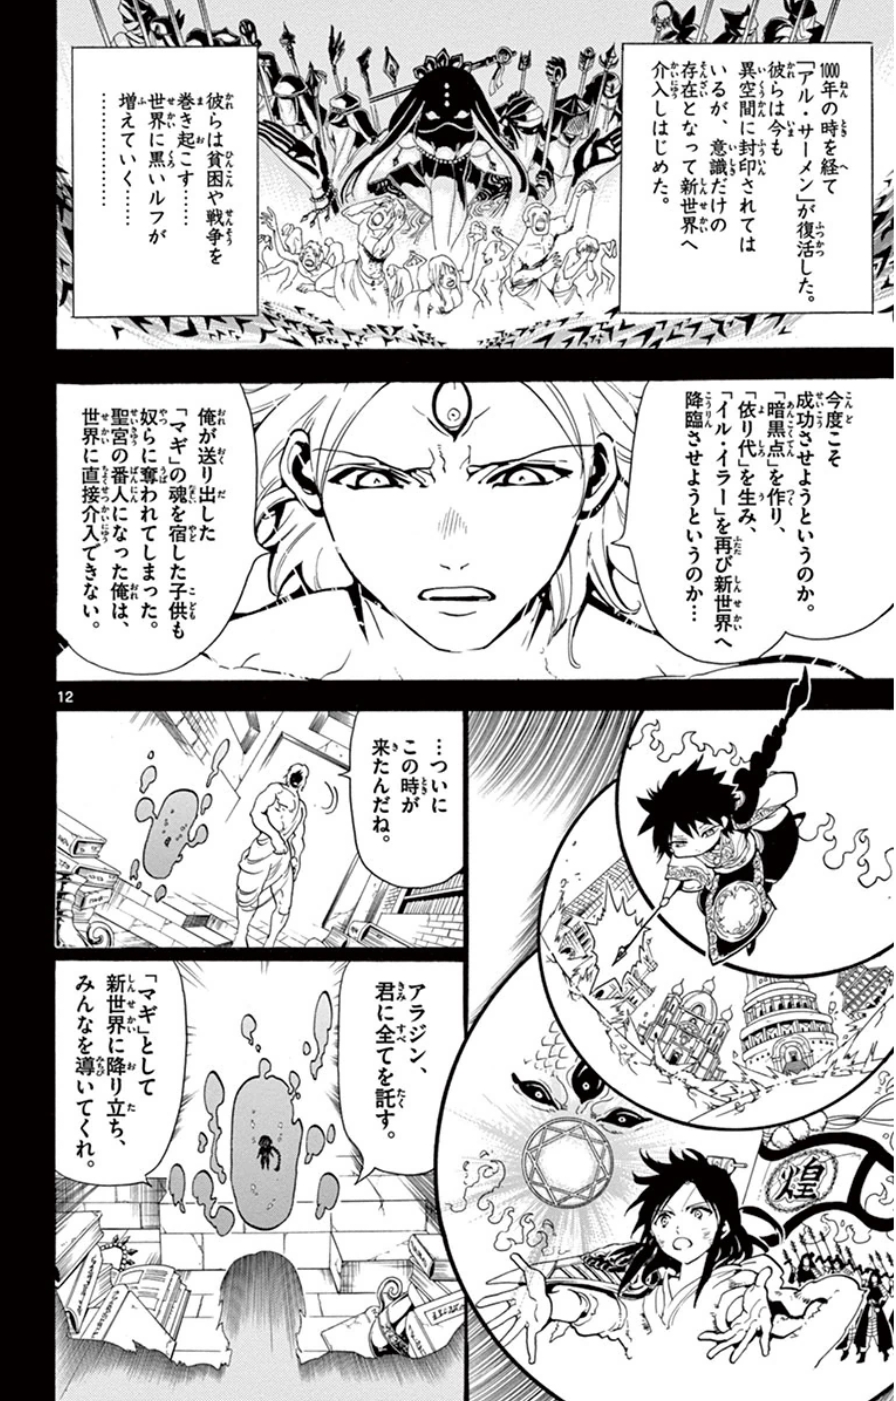 1000年の時を経て
「アル・サーメン」が復活した。
彼らは今も
異空間に封印されては
いるが、意識だけの
存在となって新世界へ
介入しはじめた。
彼らは貧困や戦争を
巻き起こす……
世界に黒いルフが
増えていく……
……………
今度こそ
成功させようというのか。
「暗黒点」を作り、
「依り代」を生み、
「イル・イラー」を再び新世界へ
降臨させようというのか…
俺が送り出した
「マギ」の魂を宿した子供も
奴らに奪われてしまった。
聖宮の番人になった俺は、
世界に直接介入できない。
12
煌
…ついに
この時が
来たんだね。
アラジン、
君に全てを託す。
「マギ」として
新世界に降り立ち、
みんなを導いてくれ。